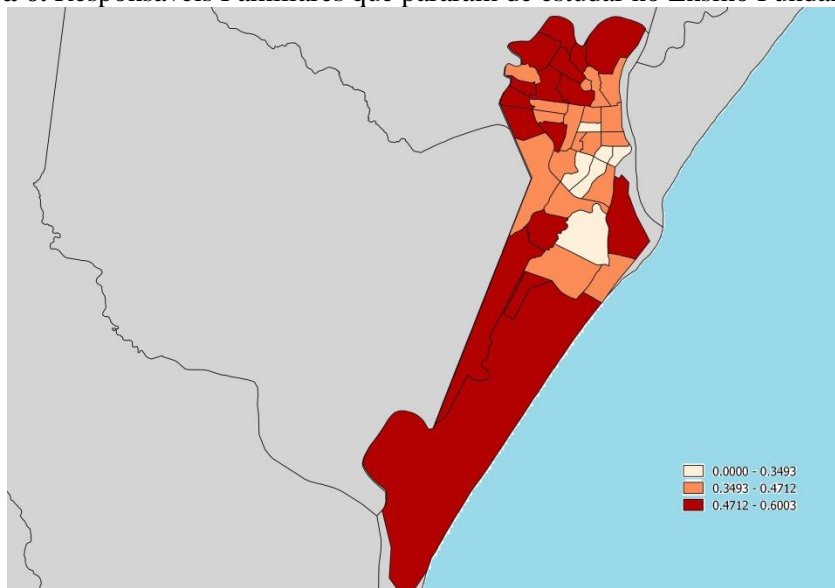 a 6. Responsáveis Familiares que pararam de estudar no Ensino
0.0000 - 0.3493
0.3493 - 0.4712
0.4712 - 0.6003